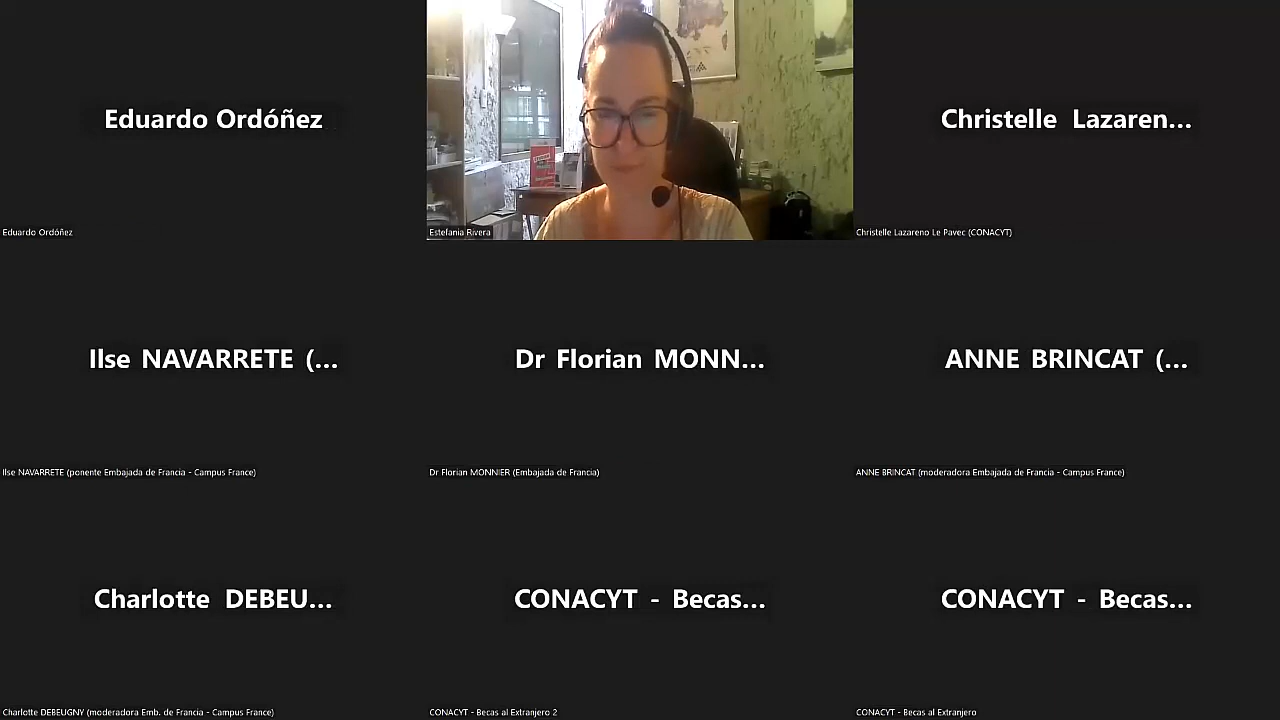 Eduardo Ordóñez
Eduardo Ordóñez
Estefania Rivera
Christelle Lazaren...
Christelle Lazareno Le Pavec (CONACYT)
Ilse NAVARRETE (...
Ilse NAVARRETE (ponente Embajada de Francia - Campus France)
Dr Florian MONN...
Dr Florian MONNIER (Embajada de Francia)
ANNE BRINCAT (...
ANNE BRINCAT (moderadora Embajada de Francia - Campus France)
Charlotte DEBEU...
Charlotte DEBEUGNY (moderadora Emb. de Francia - Campus France)
CONACYT - Becas...
CONACYT - Becas al Extranjero 2
CONACYT - Becas...
CONACYT - Becas al Extranjero